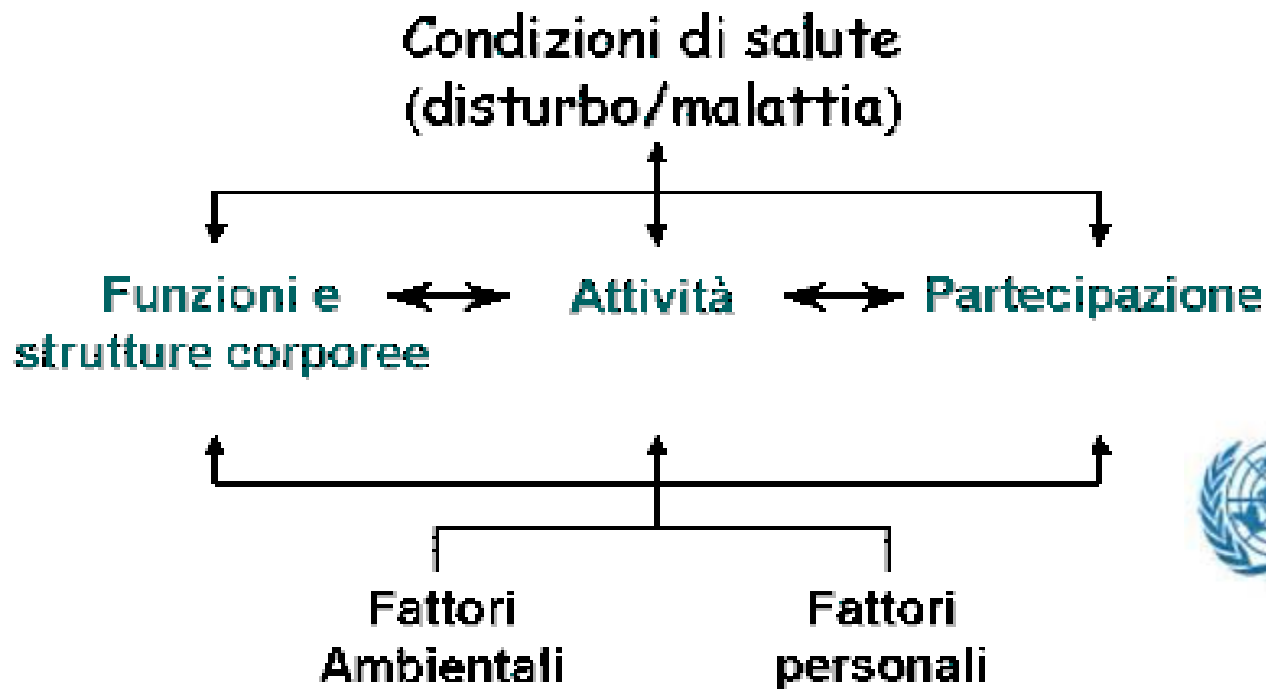 Condizioni di salute
(disturbo/malattia)
Funzioni e
strutture corporee
Attività
Partecipazione
Fattori
Ambientali
Fattori
personali